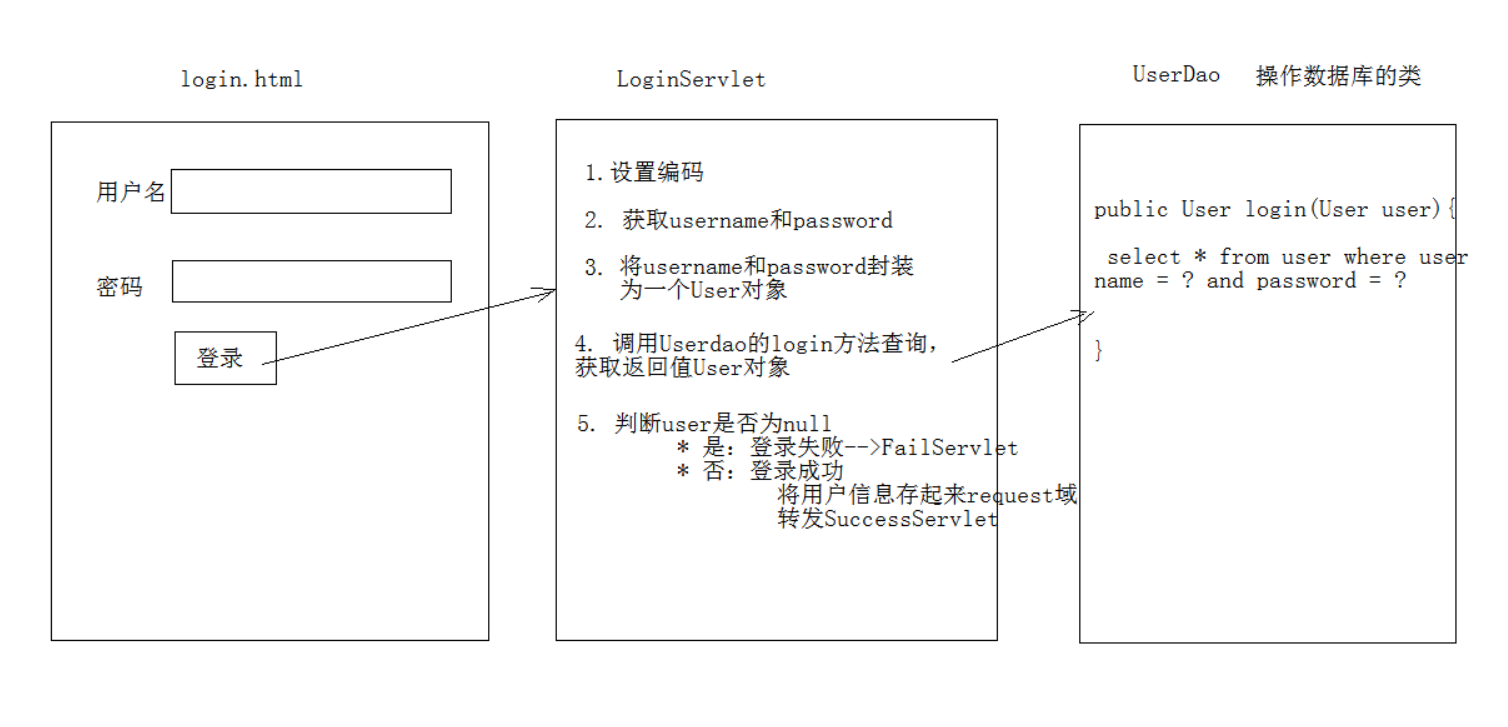 login.html
用户名
密码
登录
LoginServlet
1.设置编码
2. 获取username和password
3. 将username和password封装
为一个User对象
4. 调用Userdao的login方法查询，
获取返回值User对象
5. 判断user是否为null
* 是：登录失败-->FailServlet
* 否：登录成功
将用户信息存起来request域
转发SuccessServlet
UserDao 操作数据库的类
public User login(User user){
select * from user where user
name = ? and password = ?
}